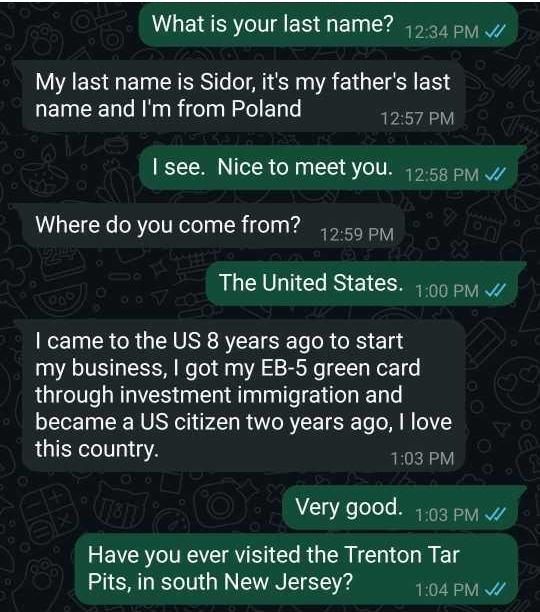 What is your last name? 12:34 PM
My last name is Sidor, it's my father's last
name and I'm from Poland 12:57 PM
I see. Nice to meet you. 12:58 PM
Where do you come from? 12:59 PM
The United States. 1:00 PM
I came to the US 8 years ago to start
my business, I got my EB-5 green card
through investment immigration and
became a US citizen two years ago, I love
this country. 1:03 PM
Very good. 1:03 PM
Have you ever visited the Trenton Tar
Pits, in south New Jersey? 1:04 PM